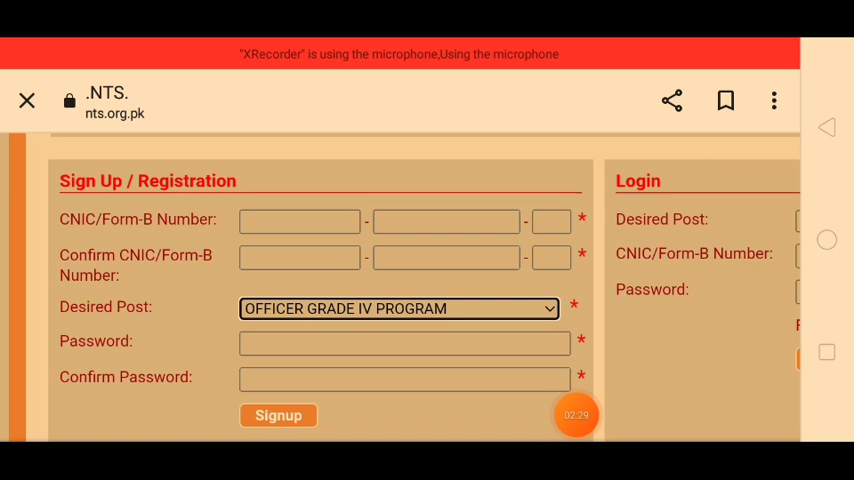 "XRecorder" is using the microphone,Using the microphone
.NTS.
nts.org.pk
Sign Up / Registration
CNIC/Form-B Number: - - *
Confirm CNIC/Form-B Number: - - *
Desired Post: OFFICER GRADE IV PROGRAM *
Password: *
Confirm Password: *
Signup
02:29
Login
Desired Post:
CNIC/Form-B Number:
Password: